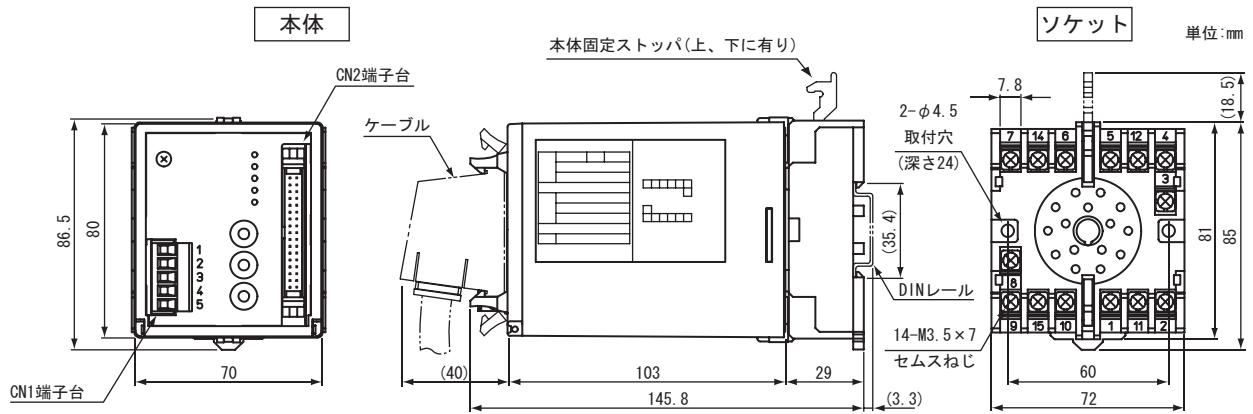 本体
ソケット
単位:mm
本体固定ストッパ(上、下に有り)
CN2端子台
ケーブル
7.8
(18.5)
2-φ4.5
取付穴
(深さ24)
7 14 6 5 12 4
3
86.5
80
1
2
3
4
5
(35.4)
81
85
DINレール
8
14-M3.5×7
セムスねじ
9 15 10 1 11 2
CN1端子台
70
(40)
103
29
145.8
(3.3)
60
72